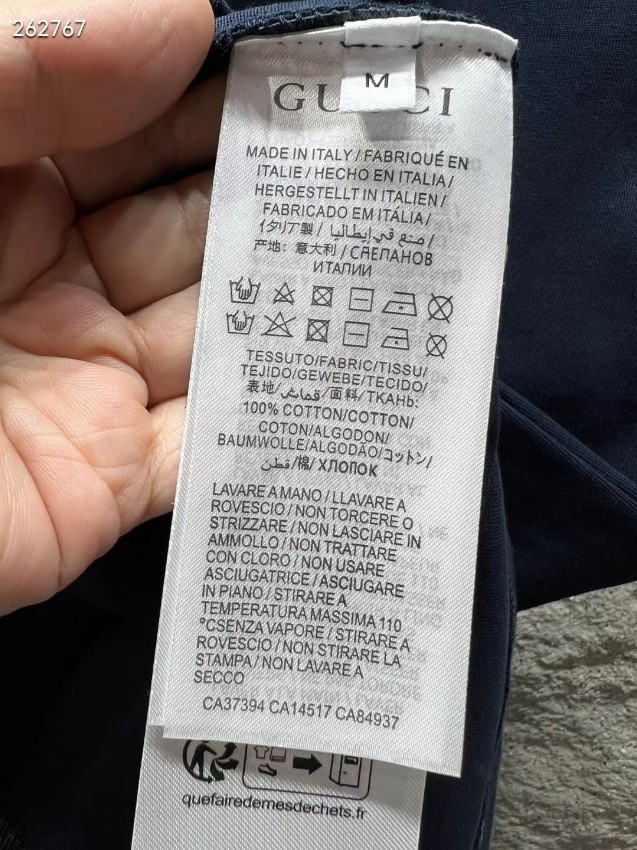 262767
M
GUCCI
MADE IN ITALY / FABRIQUÉ EN
ITALIE / HECHO EN ITALIA /
HERGESTELLT IN ITALIEN /
FABRICADO EM ITÁLIA /
イタリア製 / صنع في إيطاليا /
产地: 意大利 / СЯЕПАНОВ
ИТАПИИ
TESSUTO/FABRIC/TISSU/
TEJIDO/GEWEBE/TECIDO/
表地/قماش/面料/ТКАНЬ:
100% COTTON/COTTON/
COTON/ALGODON/
BAUMWOLLE/ALGODÃO/コットン/
قطن/棉/ХЛОПОК
LAVARE A MANO / LLAVARE A
ROVESCIO / NON TORCERE O
STRIZZARE / NON LASCIARE IN
AMMOLLO / NON TRATTARE
CON CLORO / NON USARE
ASCIUGATRICE / ASCIUGARE
IN PIANO / STIRARE A
TEMPERATURA MASSIMA 110
°CSENZA VAPORE / STIRARE A
ROVESCIO / NON STIRARE LA
STAMPA / NON LAVARE A
SECCO
CA37394 CA14517 CA84937
quefairedemesdechets.fr